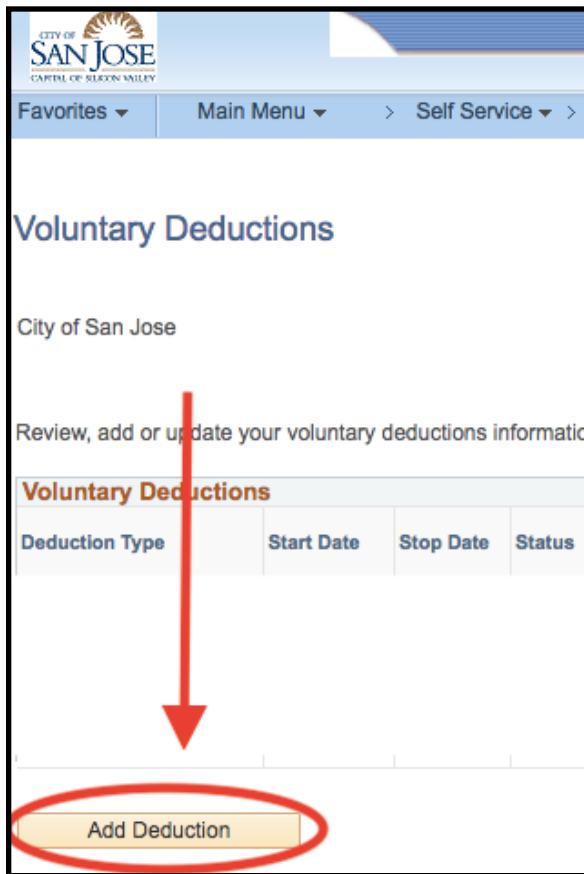 CITY OF
SAN JOSE
CAPITAL OF SILICON VALLEY
Favorites Main Menu > Self Service >
Voluntary Deductions
City of San Jose
Review, add or update your voluntary deductions informatio
Voluntary Deductions
Deduction Type Start Date Stop Date Status
Add Deduction